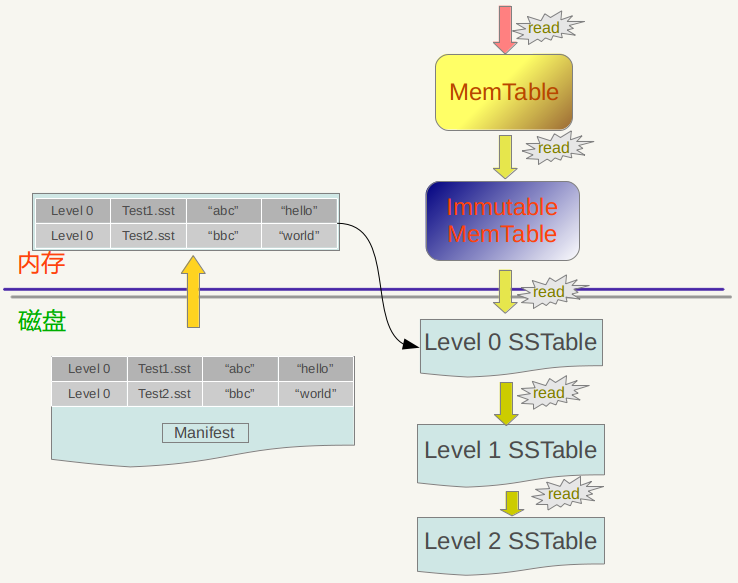 read
MemTable
read
Immutable
MemTable
Level 0 Test1.sst “abc” “hello”
Level 0 Test2.sst “bbc” “world”
内存
read
磁盘
Level 0 SSTable
Level 0 Test1.sst “abc” “hello”
Level 0 Test2.sst “bbc” “world”
Manifest
read
Level 1 SSTable
read
Level 2 SSTable